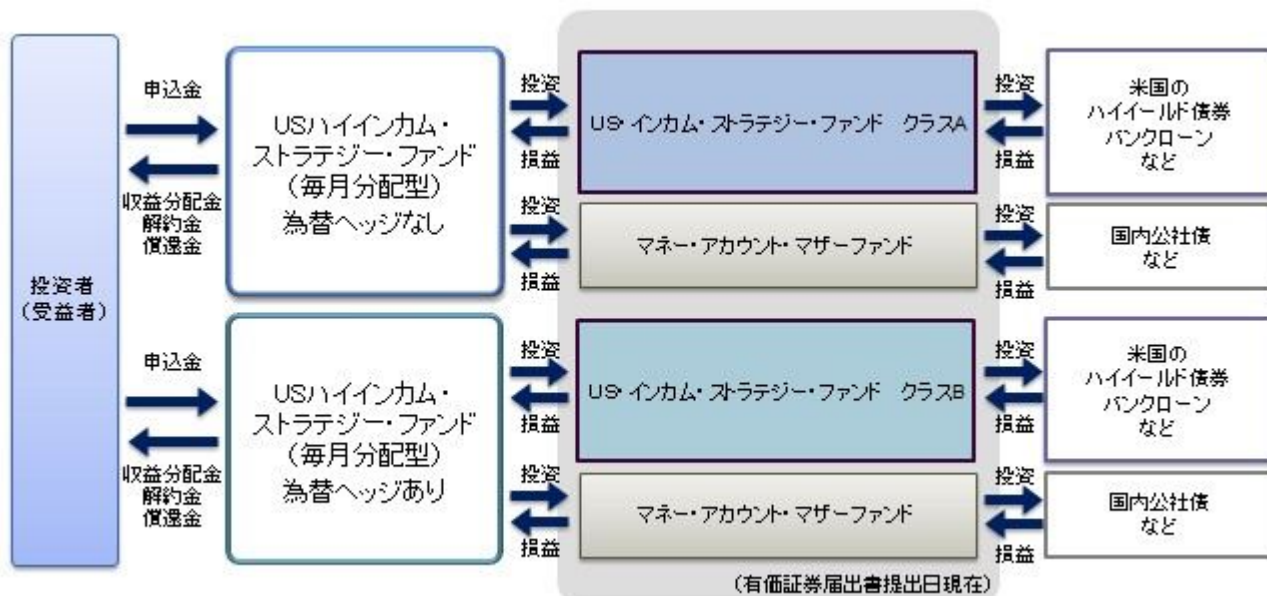 投資者
（受益者）
申込金
収益分配金
解約金
償還金
USハイインカム・
ストラテジー・ファンド
（毎月分配型）
為替ヘッジなし
投資
損益
US・インカム・ストラテジー・ファンド　クラスA
投資
損益
米国の
ハイイールド債券
バンクローン
など
投資
損益
マネー・アカウント・マザーファンド
投資
損益
国内公社債
など
申込金
収益分配金
解約金
償還金
USハイインカム・
ストラテジー・ファンド
（毎月分配型）
為替ヘッジあり
投資
損益
US・インカム・ストラテジー・ファンド　クラスB
投資
損益
米国の
ハイイールド債券
バンクローン
など
投資
損益
マネー・アカウント・マザーファンド
投資
損益
国内公社債
など
（有価証券届出書提出日現在）